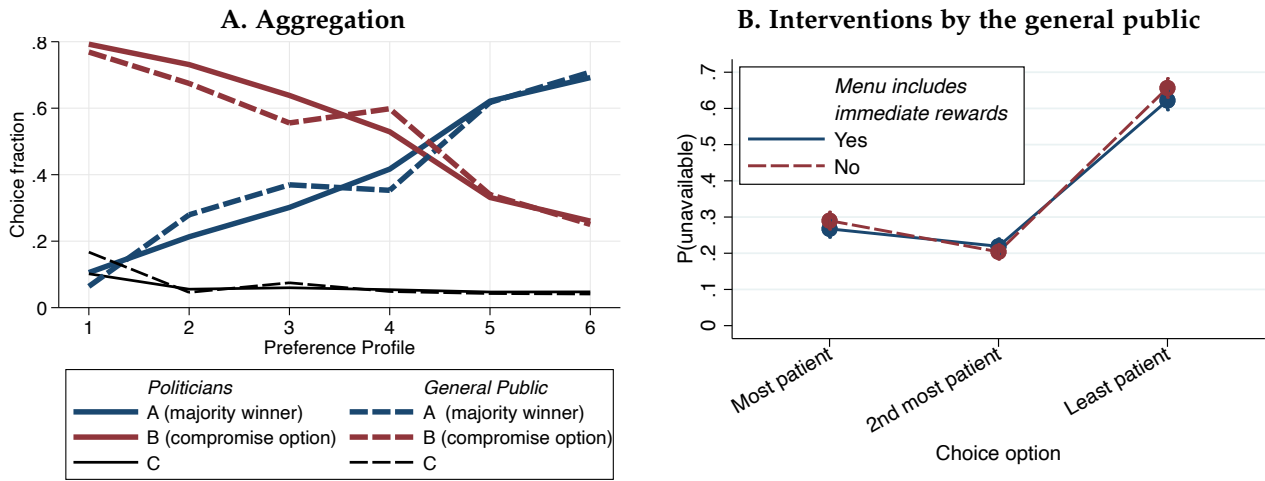 A. Aggregation
.8
.6
.4
.2
0
Choice fraction
1 2 3 4 5 6
Preference Profile
Politicians General Public
A (majority winner) A (majority winner)
B (compromise option) B (compromise option)
C C
B. Interventions by the general public
Menu includes
immediate rewards
Yes
No
.7
.6
.5
.4
.3
.2
.1
0
P(unavailable)
Most patient
2nd most patient
Least patient
Choice option